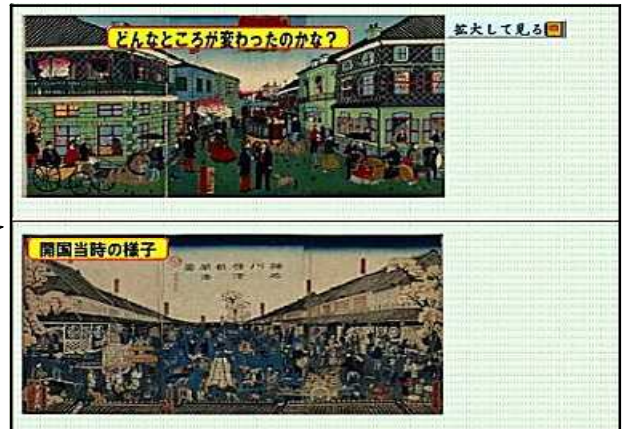 どんなところが変わったのかな？
拡大して見る
開国当時の様子